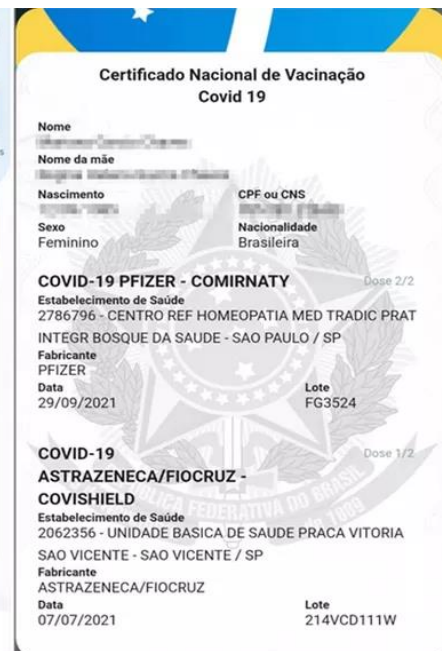 Certificado Nacional de Vacinação
Covid 19
Nome
Nome da mãe
Nascimento CPF ou CNS
Sexo Nacionalidade
Feminino Brasileira
COVID-19 PFIZER - COMIRNATY Dose 2/2
Estabelecimento de Saúde
2786796 - CENTRO REF HOMEOPATIA MED TRADIC PRAT
INTEGR BOSQUE DA SAUDE - SAO PAULO / SP
Fabricante
PFIZER
Data Lote
29/09/2021 FG3524
COVID-19 Dose 1/2
ASTRAZENECA/FIOCRUZ -
COVISHIELD
Estabelecimento de Saúde
2062356 - UNIDADE BASICA DE SAUDE PRACA VITORIA
SAO VICENTE - SAO VICENTE / SP
Fabricante
ASTRAZENECA/FIOCRUZ
Data Lote
07/07/2021 214VCD111W